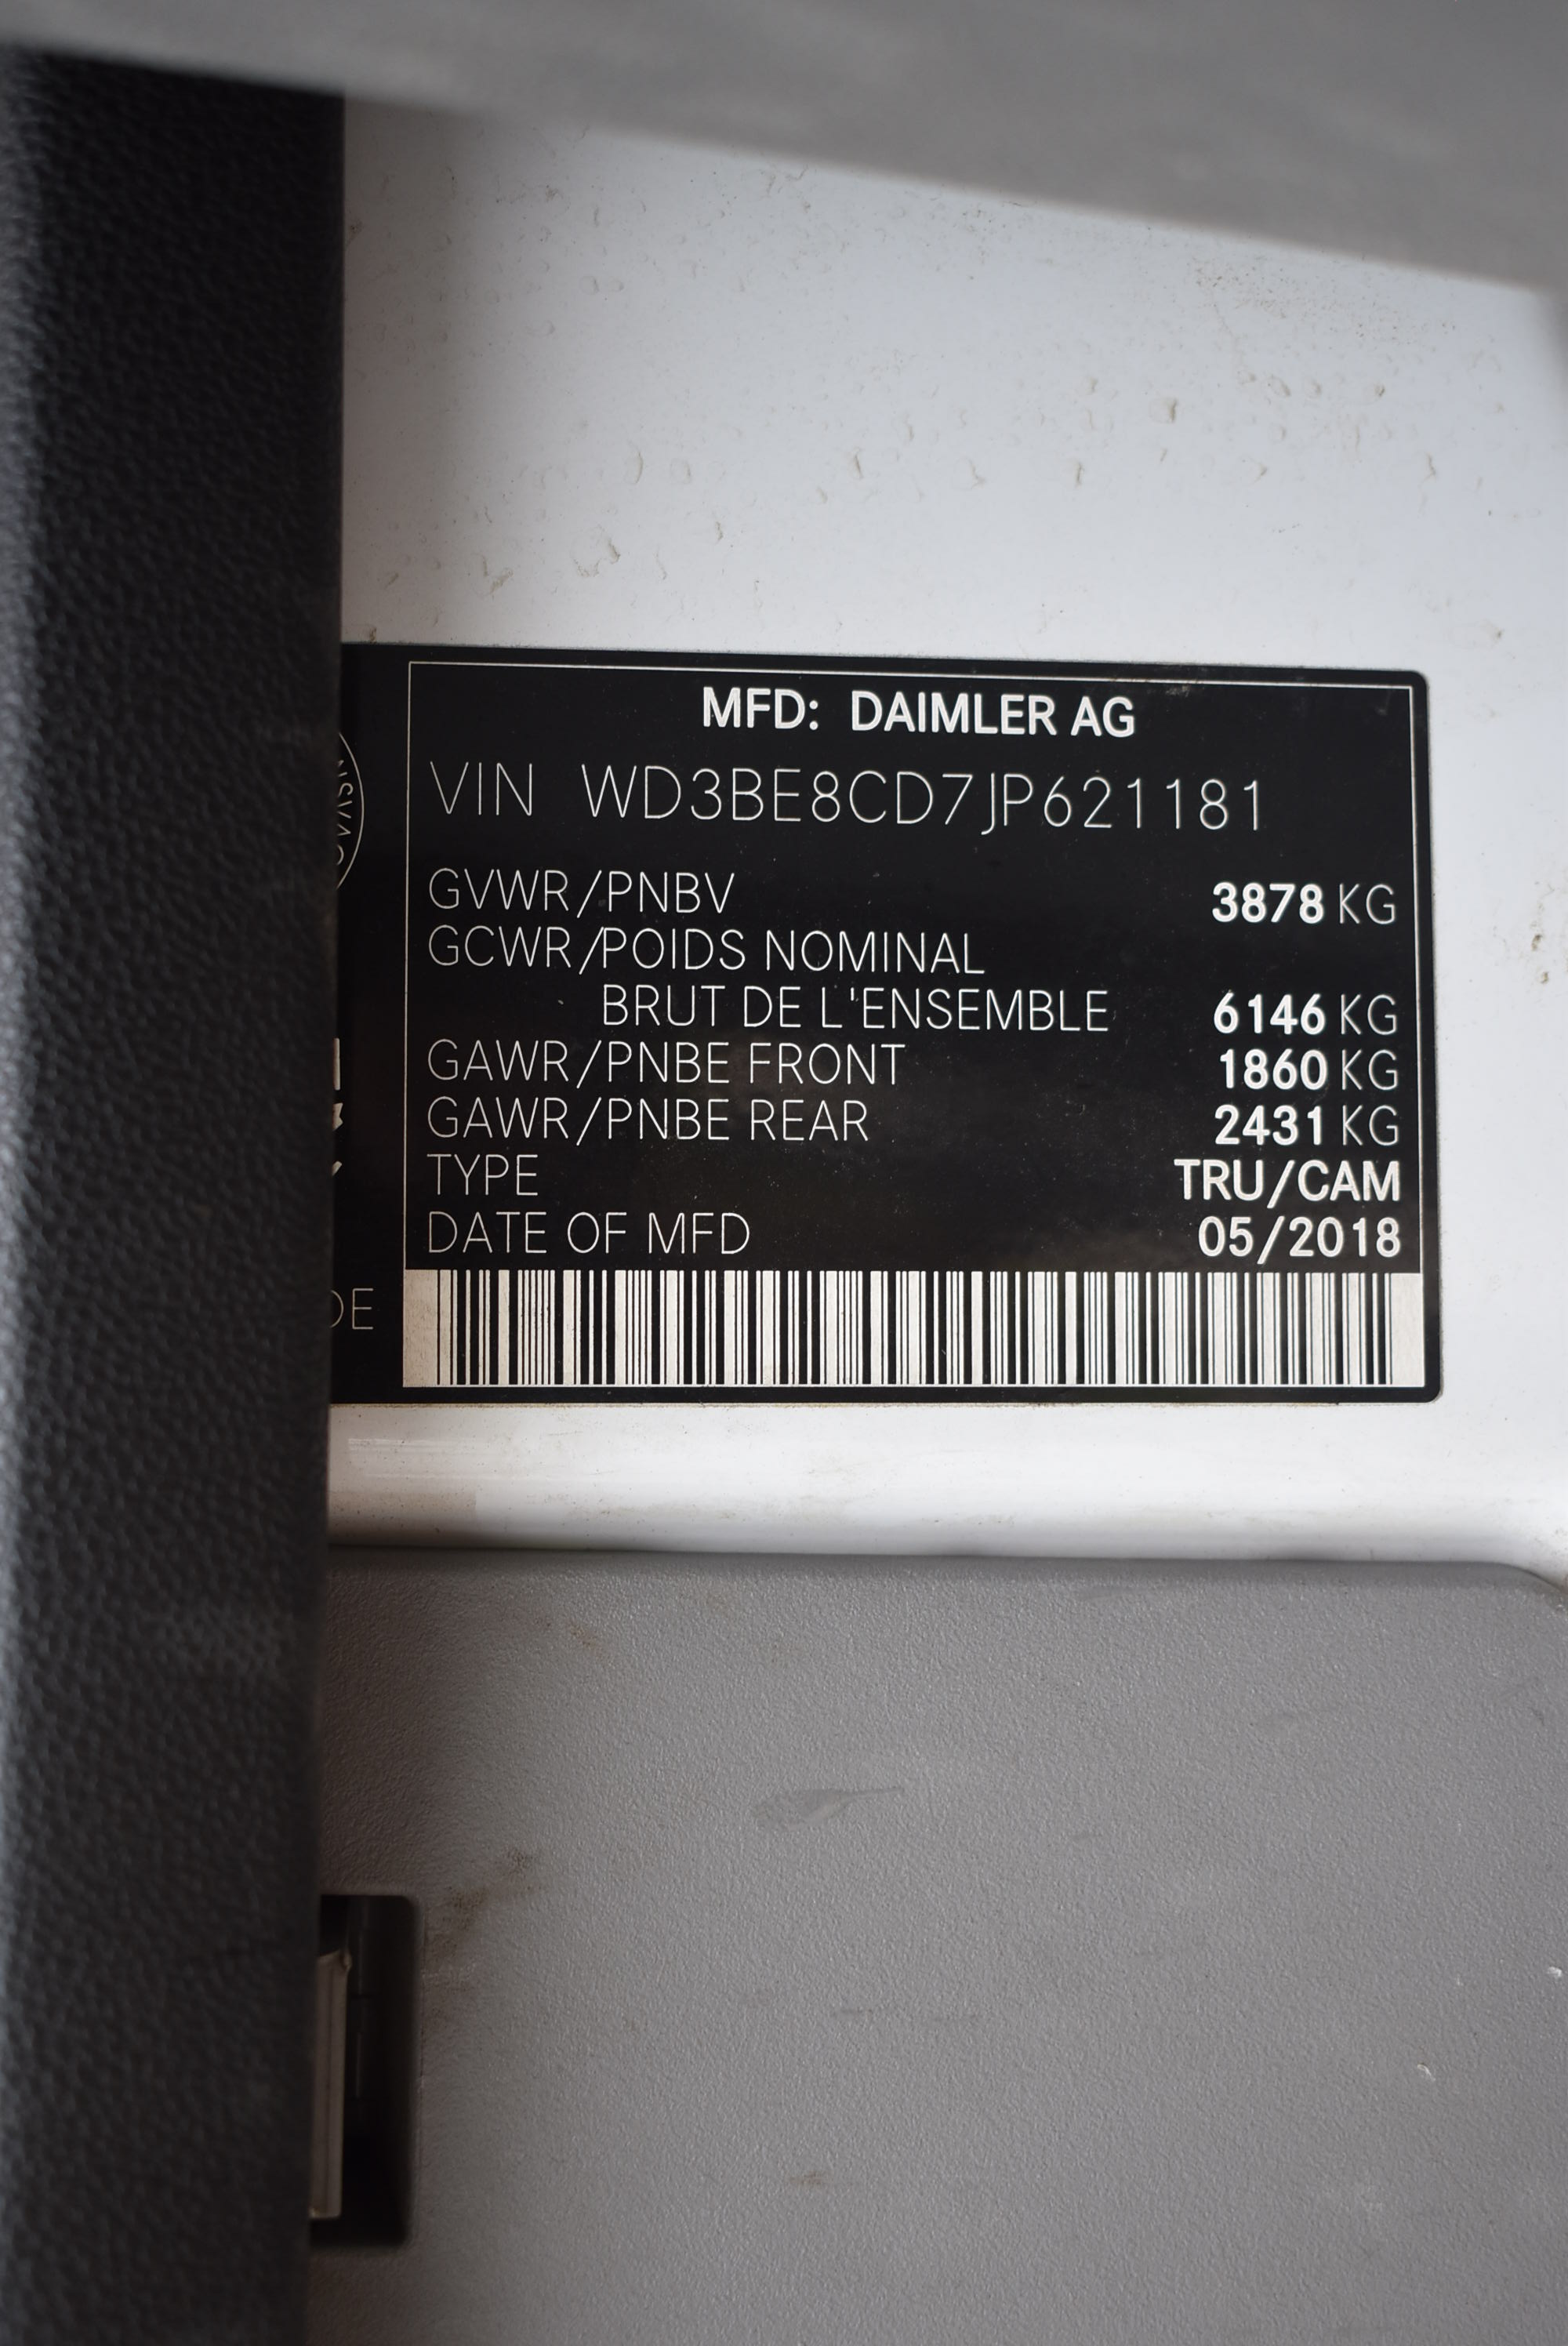 MFD: DAIMLER AG
VIN WD3BE8CD7JP621181
GVWR/PNBV 3878 KG
GCWR/POIDS NOMINAL
BRUT DE L'ENSEMBLE 6146 KG
GAWR/PNBE FRONT 1860 KG
GAWR/PNBE REAR 2431 KG
TYPE TRU/CAM
DATE OF MFD 05/2018
DE